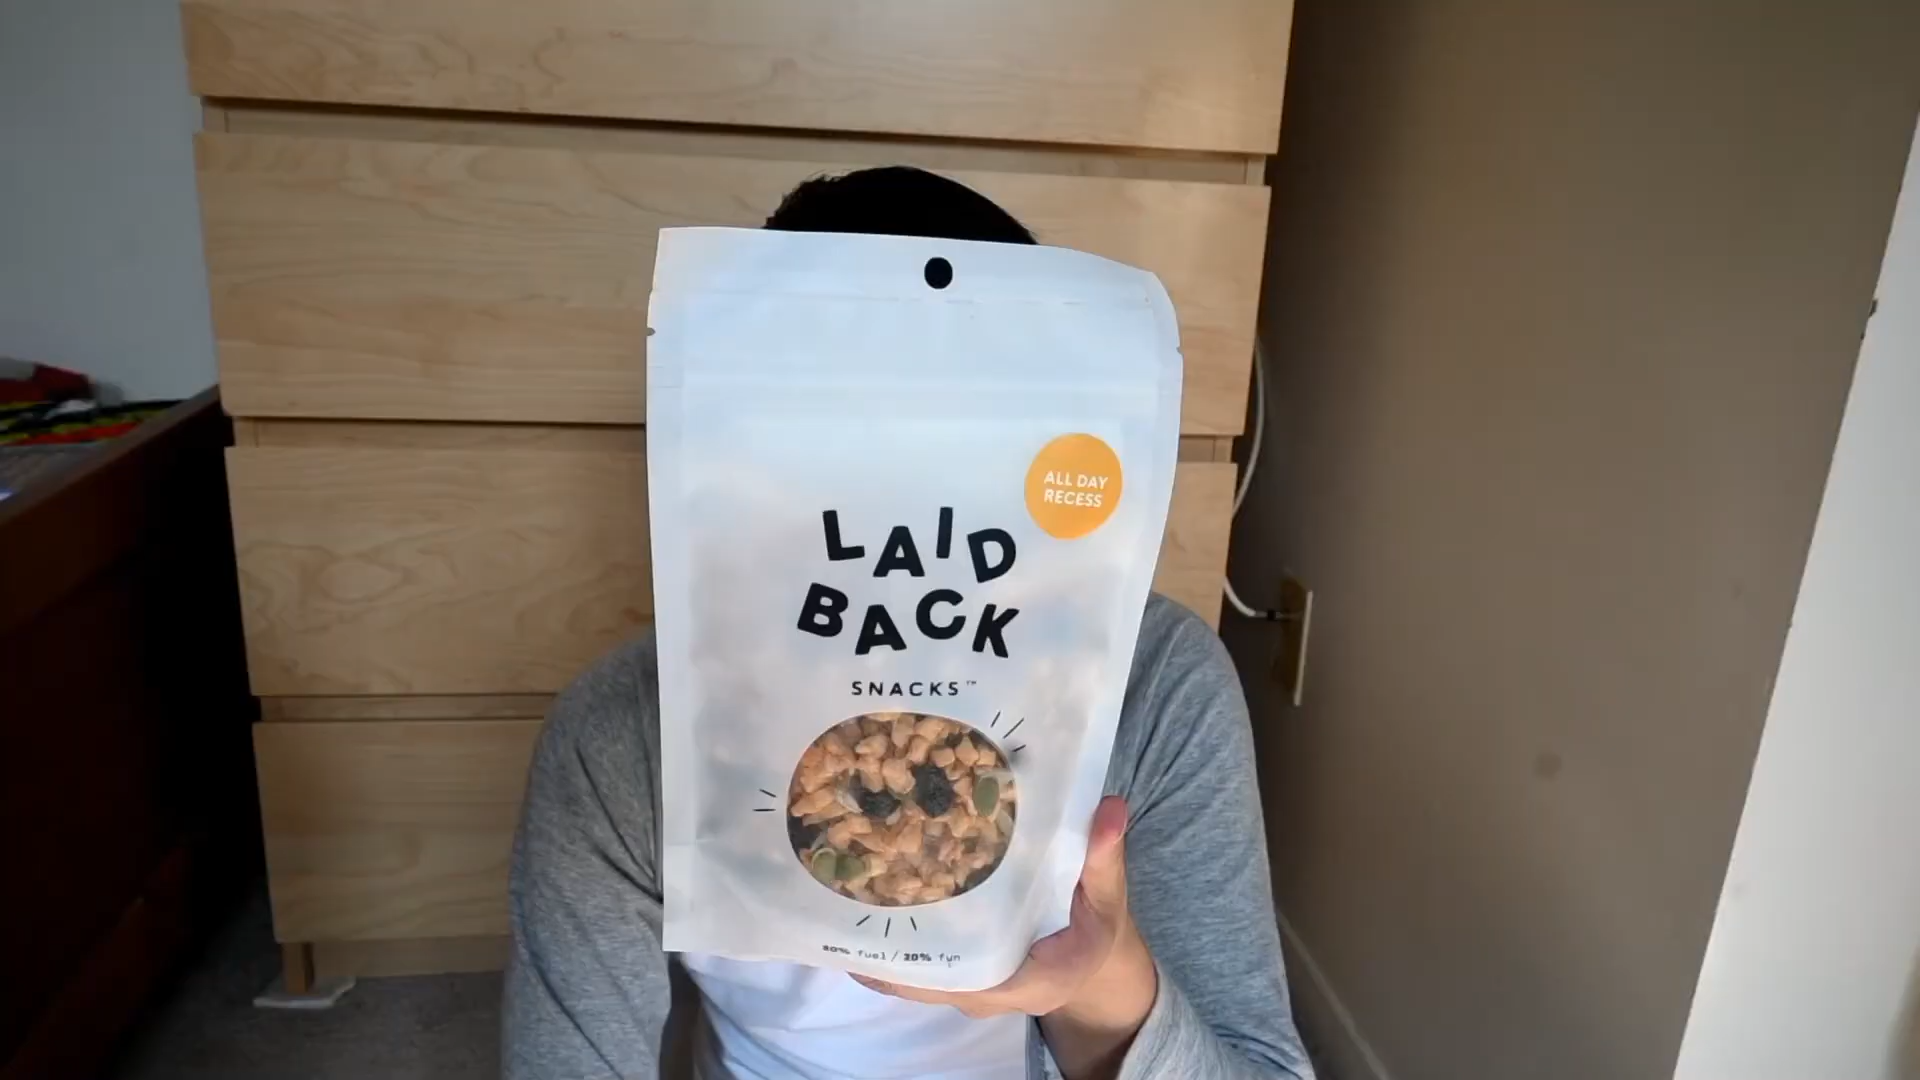 ALL DAY
RECESS
LAID
BACK
SNACKS™
80% fuel / 20% fun